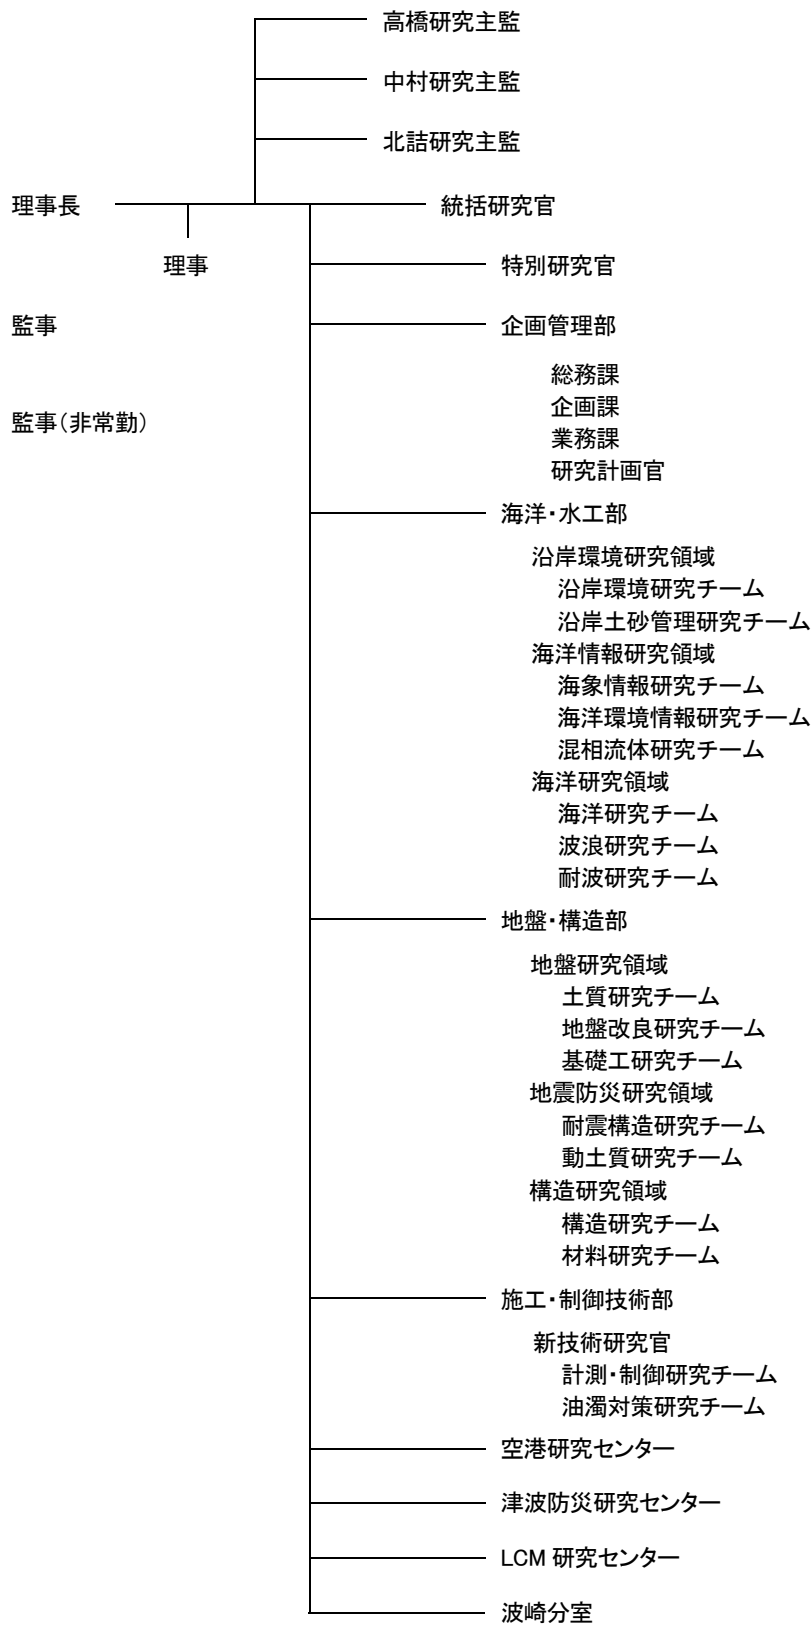 高橋研究主監
中村研究主監
北詰研究主監
理事長
統括研究官
理事
特別研究官
監事
企画管理部
総務課
監事（非常勤）
企画課
業務課
研究計画官
海洋・水工部
沿岸環境研究領域
沿岸環境研究チーム
沿岸土砂管理研究チーム
海洋情報研究領域
海象情報研究チーム
海洋環境情報研究チーム
混相流体研究チーム
海洋研究領域
海洋研究チーム
波浪研究チーム
耐波研究チーム
地盤・構造部
地盤研究領域
土質研究チーム
地盤改良研究チーム
基礎工研究チーム
地震防災研究領域
耐震構造研究チーム
動土質研究チーム
構造研究領域
構造研究チーム
材料研究チーム
施工・制御技術部
新技術研究官
計測・制御研究チーム
油濁対策研究チーム
空港研究センター
津波防災研究センター
LCM 研究センター
波崎分室